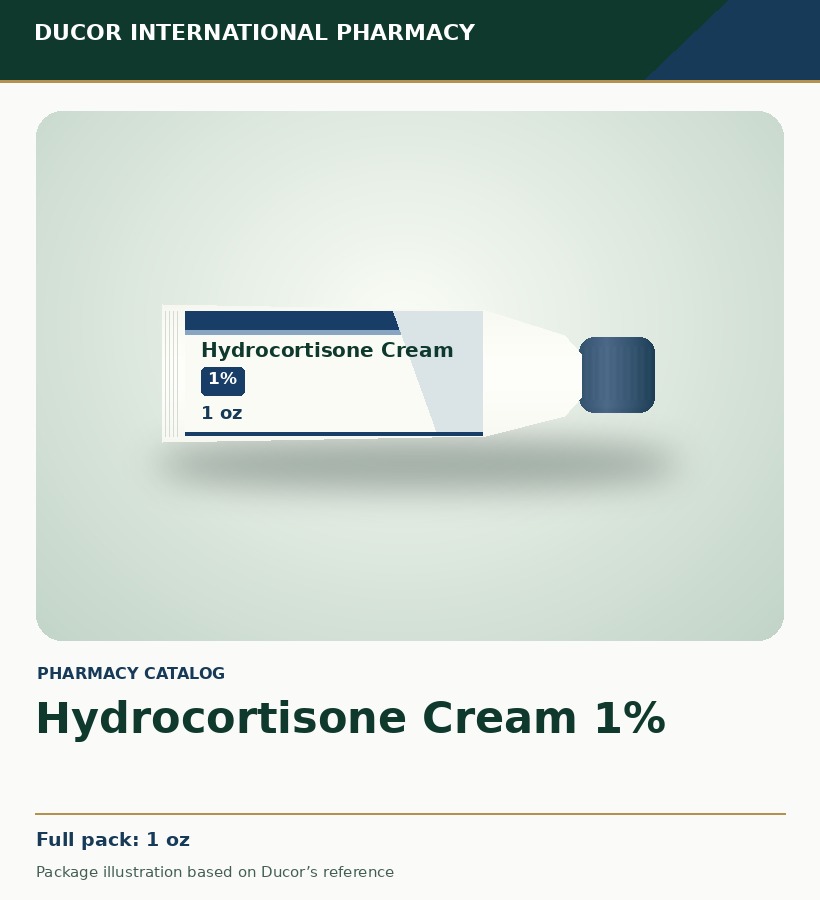 DUCOR INTERNATIONAL PHARMACY
Hydrocortisone Cream
1%
1 oz
PHARMACY CATALOG
Hydrocortisone Cream 1%
Full pack: 1 oz
Package illustration based on Ducor’s reference